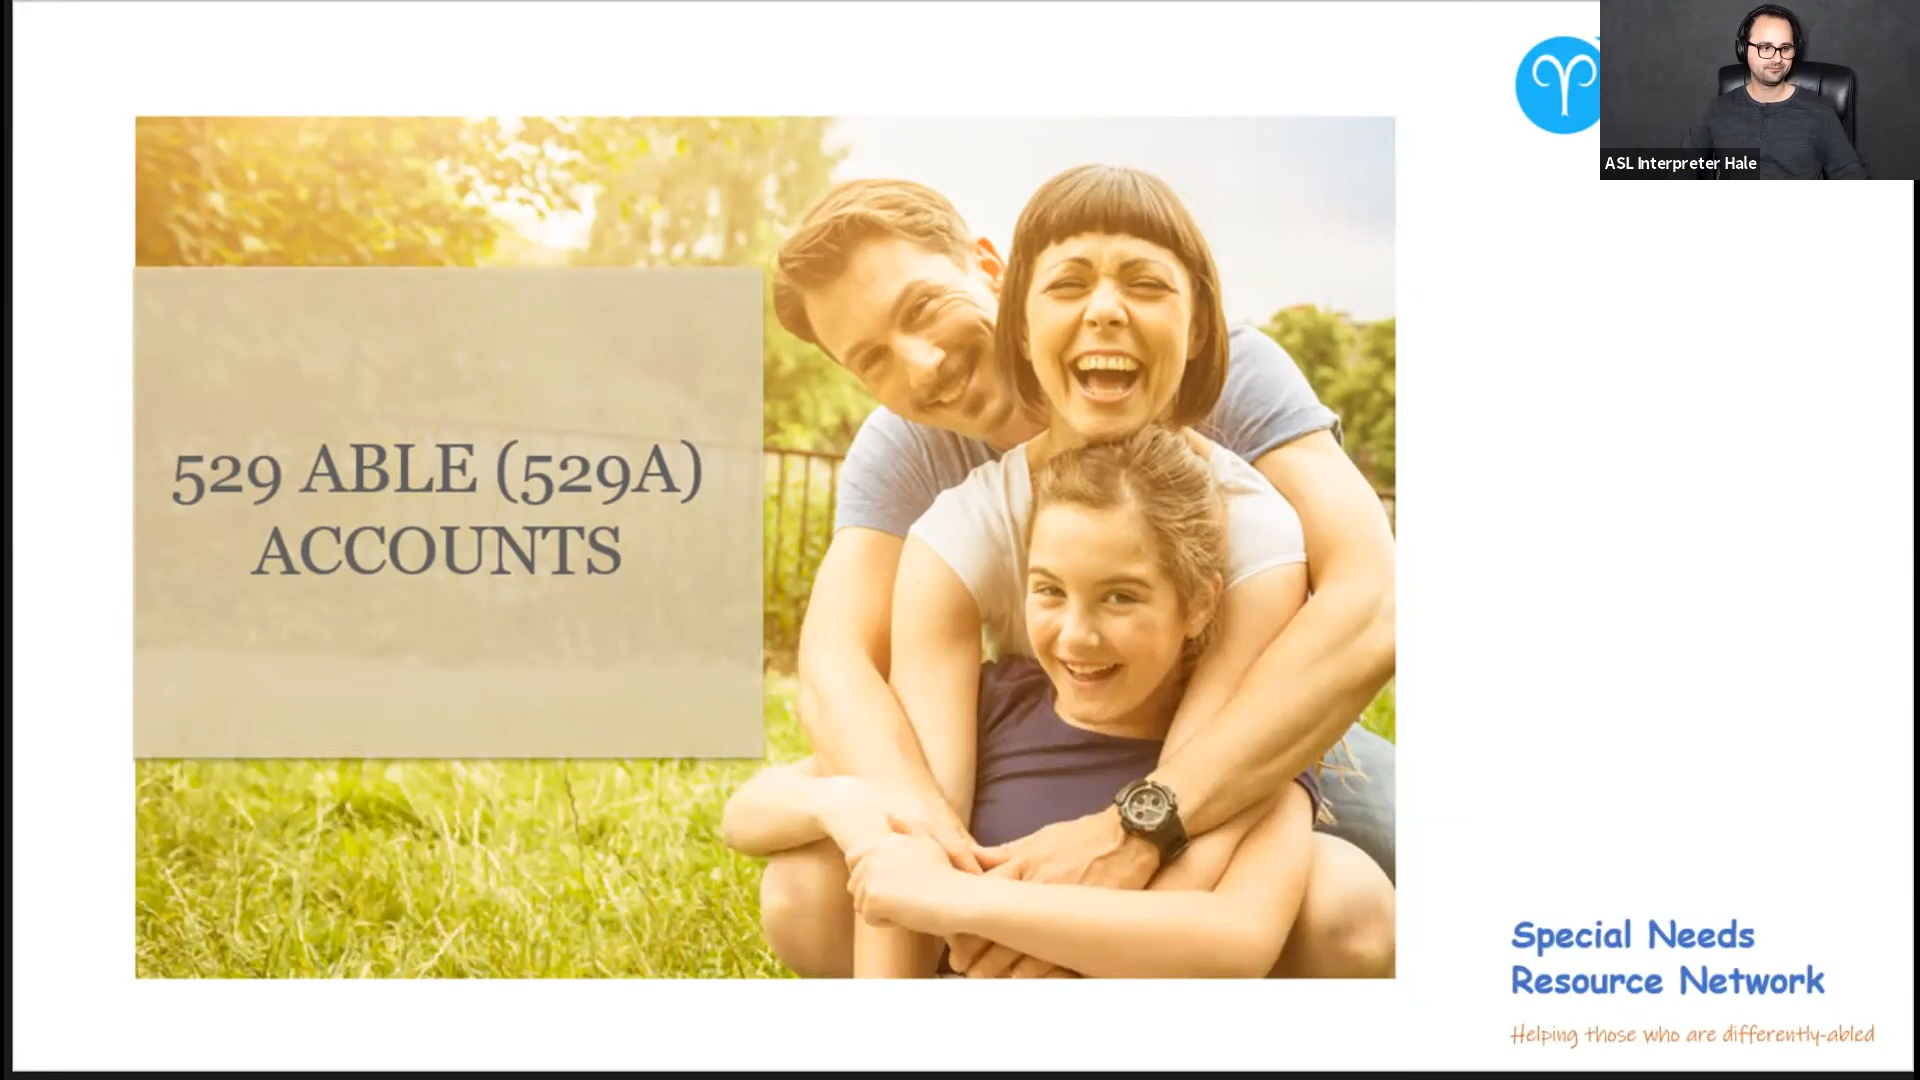 ASL Interpreter Hale
529 ABLE (529A)
ACCOUNTS
Special Needs
Resource Network
Helping those who are differently-abled